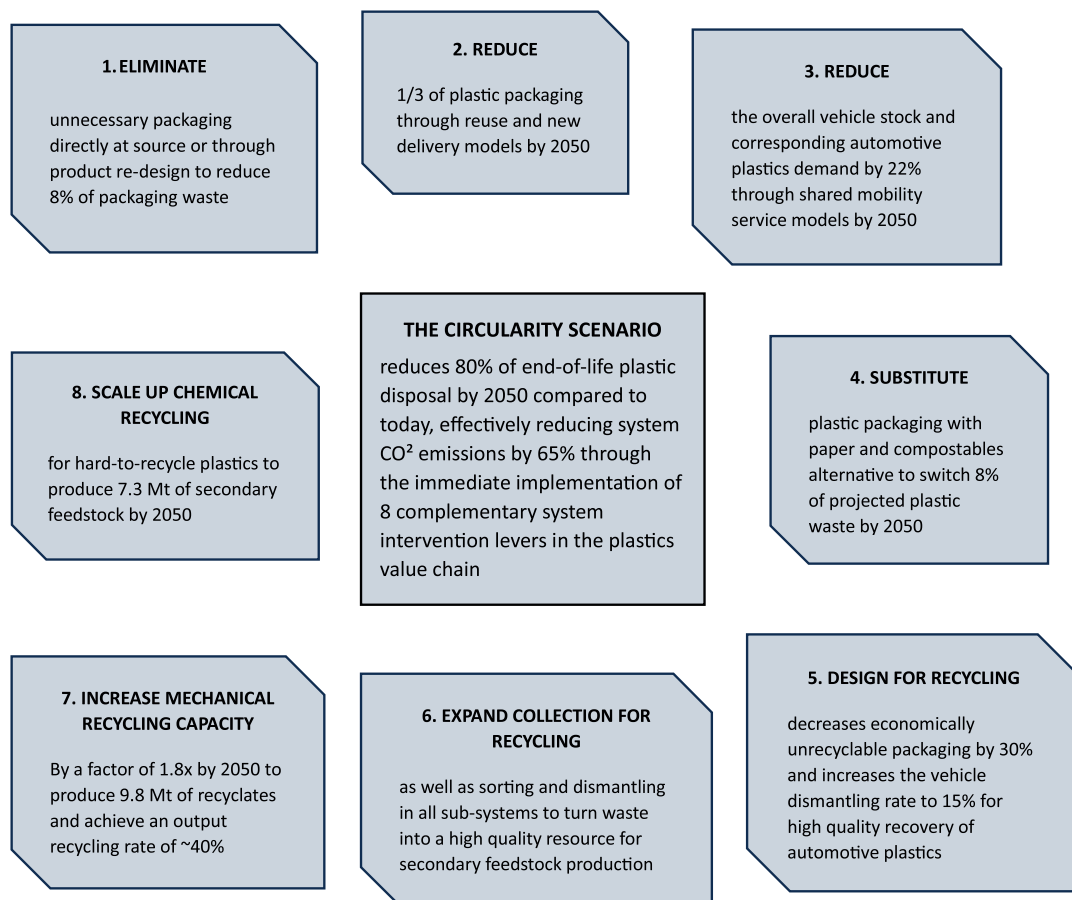 1. ELIMINATE
unnecessary packaging
directly at source or through
product re-design to reduce
8% of packaging waste
2. REDUCE
1/3 of plastic packaging
through reuse and new
delivery models by 2050
3. REDUCE
the overall vehicle stock and
corresponding automotive
plastics demand by 22%
through shared mobility
service models by 2050
THE CIRCULARITY SCENARIO
reduces 80% of end-of-life plastic
disposal by 2050 compared to
today, effectively reducing system
CO² emissions by 65% through
the immediate implementation of
8 complementary system
intervention levers in the plastics
value chain
4. SUBSTITUTE
plastic packaging with
paper and compostables
alternative to switch 8%
of projected plastic
waste by 2050
5. DESIGN FOR RECYCLING
decreases economically
unrecyclable packaging by 30%
and increases the vehicle
dismantling rate to 15% for
high quality recovery of
automotive plastics
6. EXPAND COLLECTION FOR
RECYCLING
as well as sorting and dismantling
in all sub-systems to turn waste
into a high quality resource for
secondary feedstock production
7. INCREASE MECHANICAL
RECYCLING CAPACITY
By a factor of 1.8x by 2050 to
produce 9.8 Mt of recyclates
and achieve an output
recycling rate of ~40%
8. SCALE UP CHEMICAL
RECYCLING
for hard-to-recycle plastics to
produce 7.3 Mt of secondary
feedstock by 2050